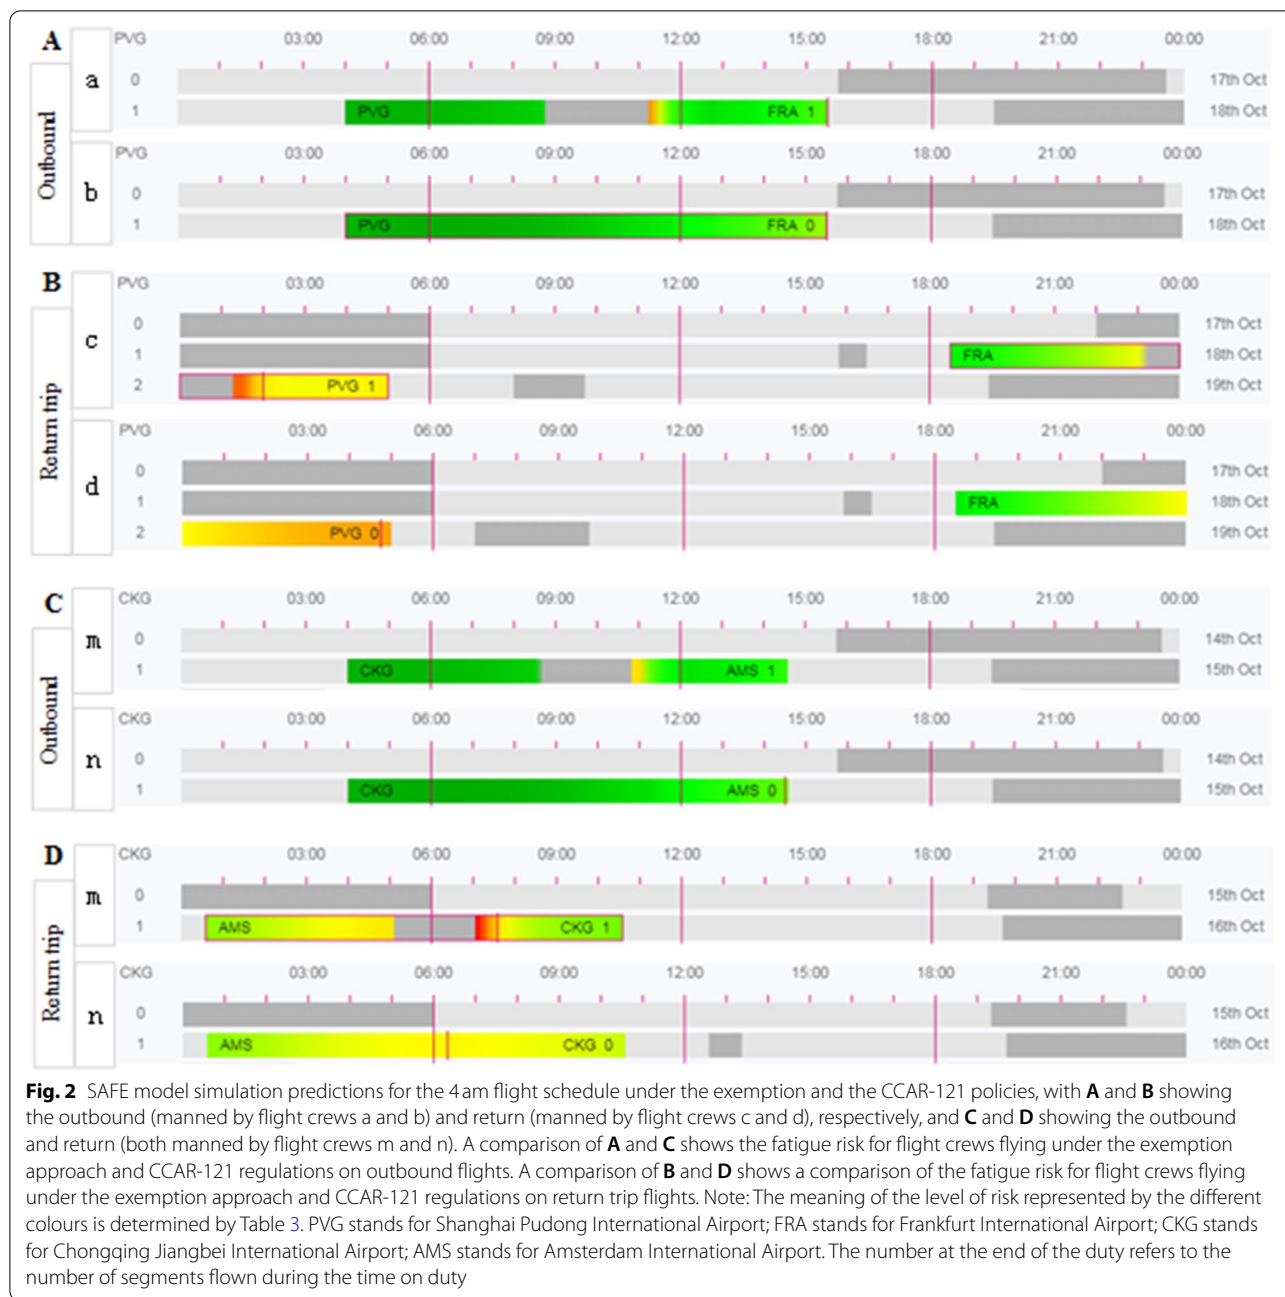 A
Outbound
a
PVG 03:00 06:00 09:00 12:00 15:00 18:00 21:00 00:00
0 17th Oct
1 PVG FRA 1 18th Oct
b
PVG 03:00 06:00 09:00 12:00 15:00 18:00 21:00 00:00
0 17th Oct
1 PVG FRA 0 18th Oct
B
Return trip
c
PVG 03:00 06:00 09:00 12:00 15:00 18:00 21:00 00:00
0 17th Oct
1 FRA 18th Oct
2 PVG 1 19th Oct
d
PVG 03:00 06:00 09:00 12:00 15:00 18:00 21:00 00:00
0 17th Oct
1 FRA 18th Oct
2 PVG 0 19th Oct
C
Outbound
m
CKG 03:00 06:00 09:00 12:00 15:00 18:00 21:00 00:00
0 14th Oct
1 CKG AMS 1 15th Oct
n
CKG 03:00 06:00 09:00 12:00 15:00 18:00 21:00 00:00
0 14th Oct
1 CKG AMS 0 15th Oct
D
Return trip
m
CKG 03:00 06:00 09:00 12:00 15:00 18:00 21:00 00:00
0 15th Oct
1 AMS CKG 1 16th Oct
n
CKG 03:00 06:00 09:00 12:00 15:00 18:00 21:00 00:00
0 15th Oct
1 AMS CKG 0 16th Oct
Fig. 2 SAFE model simulation predictions for the 4 am flight schedule under the exemption and the CCAR-121 policies, with A and B showing
the outbound (manned by flight crews a and b) and return (manned by flight crews c and d), respectively, and C and D showing the outbound
and return (both manned by flight crews m and n). A comparison of A and C shows the fatigue risk for flight crews flying under the exemption
approach and CCAR-121 regulations on outbound flights. A comparison of B and D shows a comparison of the fatigue risk for flight crews flying
under the exemption approach and CCAR-121 regulations on return trip flights. Note: The meaning of the level of risk represented by the different
colours is determined by Table 3. PVG stands for Shanghai Pudong International Airport; FRA stands for Frankfurt International Airport; CKG stands
for Chongqing Jiangbei International Airport; AMS stands for Amsterdam International Airport. The number at the end of the duty refers to the
number of segments flown during the time on duty